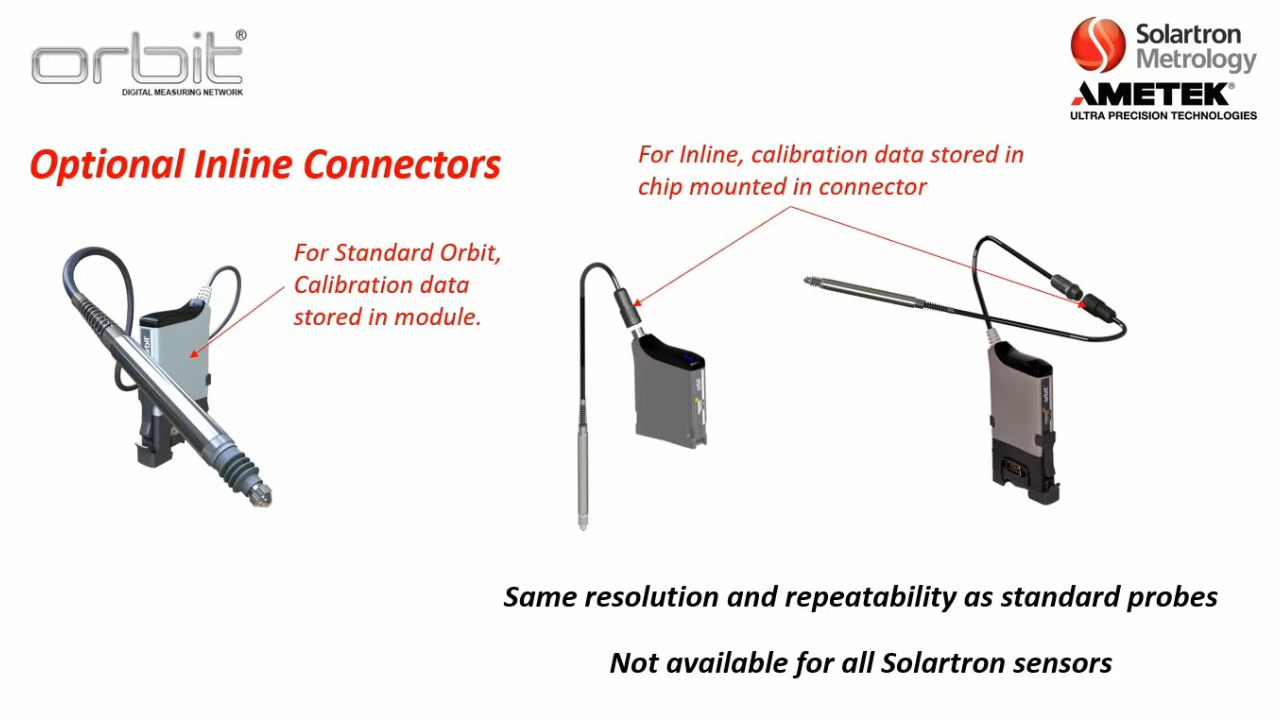 orbit®
DIGITAL MEASURING NETWORK
Solartron
Metrology
AMETEK®
ULTRA PRECISION TECHNOLOGIES
Optional Inline Connectors
For Inline, calibration data stored in
chip mounted in connector
For Standard Orbit,
Calibration data
stored in module.
orbit
orbit
Same resolution and repeatability as standard probes
Not available for all Solartron sensors